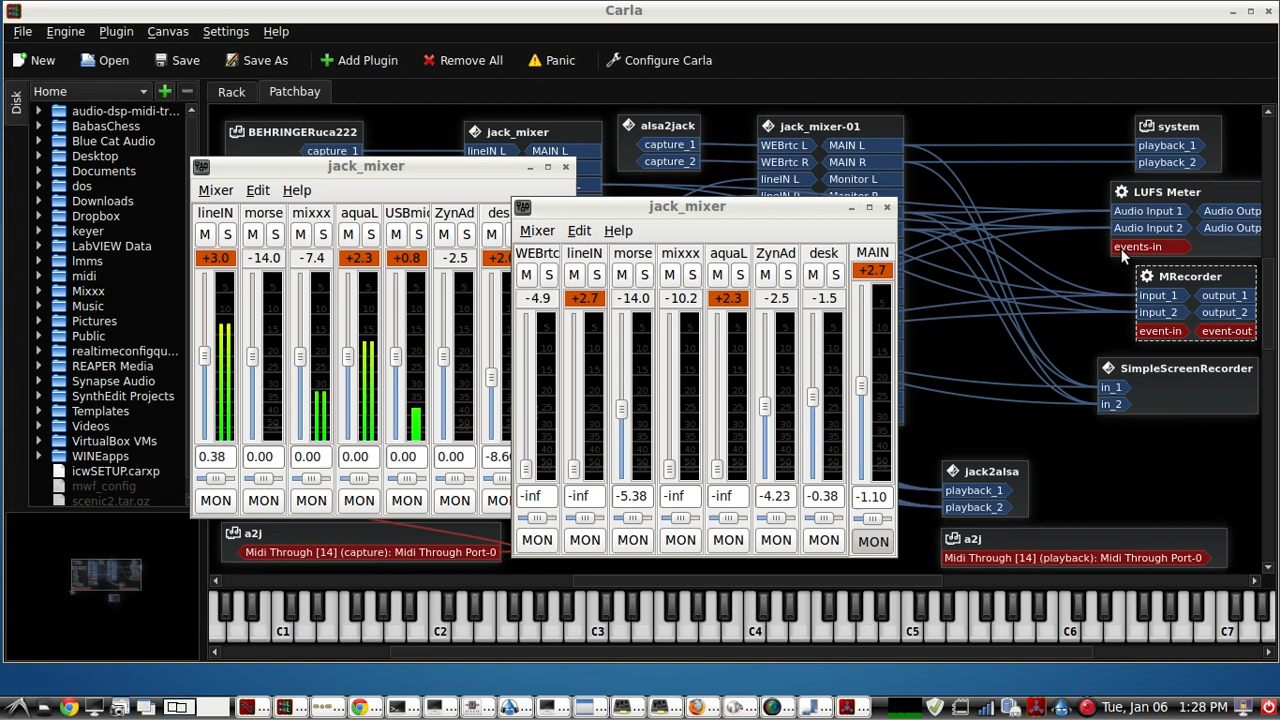 Carla
File Engine Plugin Canvas Settings Help
New Open Save Save As Add Plugin Remove All Panic Configure Carla
Disk
Home
Rack Patchbay
audio-dsp-midi-tr...
BabasChess
Blue Cat Audio
Desktop
Documents
dos
Downloads
Dropbox
keyer
LabVIEW Data
lmms
midi
Mixxx
Music
Pictures
Public
realtimeconfigqu...
REAPER Media
Synapse Audio
SynthEdit Projects
Templates
Videos
VirtualBox VMs
WINEapps
icwSETUP.carxp
mwf_config
scenic2.tar.gz
BEHRINGERuca222
capture_1
jack_mixer
lineIN L MAIN L
alsa2jack
capture_1
capture_2
jack_mixer-01
WEBrtc L MAIN L
WEBrtc R MAIN R
lineIN L Monitor L
lineIN R Monitor R
system
playback_1
playback_2
LUFS Meter
Audio Input 1 Audio Outp
Audio Input 2 Audio Outp
events-in
MRecorder
input_1 output_1
input_2 output_2
event-in event-out
SimpleScreenRecorder
in_1
in_2
jack2alsa
playback_1
playback_2
a2j
Midi Through [14] (capture): Midi Through Port-0
a2j
Midi Through [14] (playback): Midi Through Port-0
jack_mixer
Mixer Edit Help
lineIN morse mixxx aquaL USBmic ZynAd des
M S M S M S M S M S M S M S
+3.0 -14.0 -7.4 +2.3 +0.8 -2.5 +2.0
0.38 0.00 0.00 0.00 0.00 0.00 -8.60
MON MON MON MON MON MON MON
jack_mixer
Mixer Edit Help
WEBrtc lineIN morse mixxx aquaL ZynAd desk MAIN
M S M S M S M S M S M S M S
-4.9 +2.7 -14.0 -10.2 +2.3 -2.5 -1.5 +2.7
-inf -inf -5.38 -inf -inf -4.23 0.38 -1.10
MON MON MON MON MON MON MON MON
C1 C2 C3 C4 C5 C6 C7
Tue, Jan 06 1:28 PM